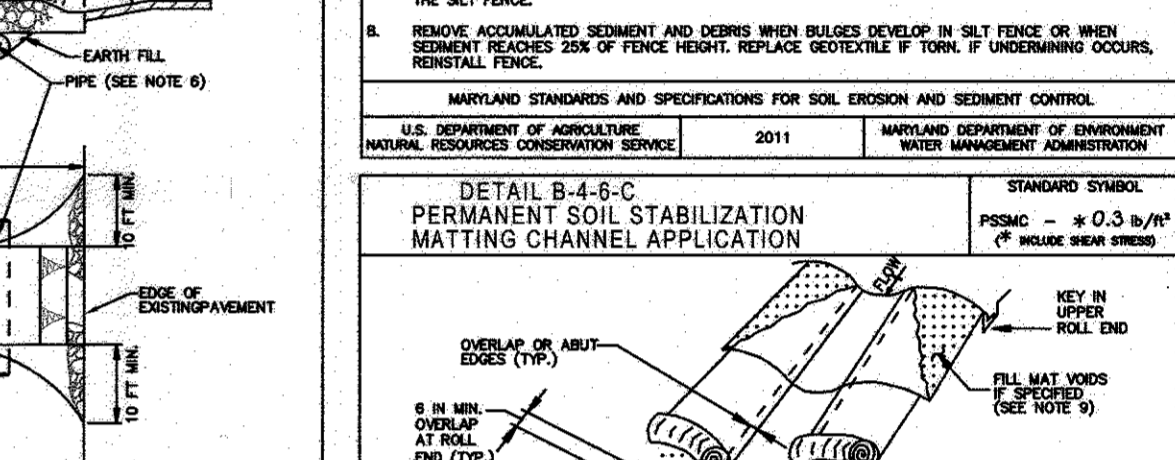 EARTH FILL
PIPE (SEE NOTE 6)
10 FT MIN.
EDGE OF
EXISTINGPAVEMENT
10 FT MIN.
THE SILT FENCE.
8. REMOVE ACCUMULATED SEDIMENT AND DEBRIS WHEN BULGES DEVELOP IN SILT FENCE OR WHEN
SEDIMENT REACHES 25% OF FENCE HEIGHT. REPLACE GEOTEXTILE IF TORN. IF UNDERMINING OCCURS,
REINSTALL FENCE.
MARYLAND STANDARDS AND SPECIFICATIONS FOR SOIL EROSION AND SEDIMENT CONTROL
U.S. DEPARTMENT OF AGRICULTURE
NATURAL RESOURCES CONSERVATION SERVICE
2011
MARYLAND DEPARTMENT OF ENVIRONMENT
WATER MANAGEMENT ADMINISTRATION
DETAIL B-4-6-C
PERMANENT SOIL STABILIZATION
MATTING CHANNEL APPLICATION
STANDARD SYMBOL
PSSMC - * 0.3 lb/ft²
(* INCLUDE SHEAR STRESS)
FLOW
KEY IN
UPPER
ROLL END
OVERLAP OR ABUT
EDGES (TYP.)
FILL MAT VOIDS
IF SPECIFIED
(SEE NOTE 9)
6 IN MIN.
OVERLAP
AT ROLL
END (TYP.)